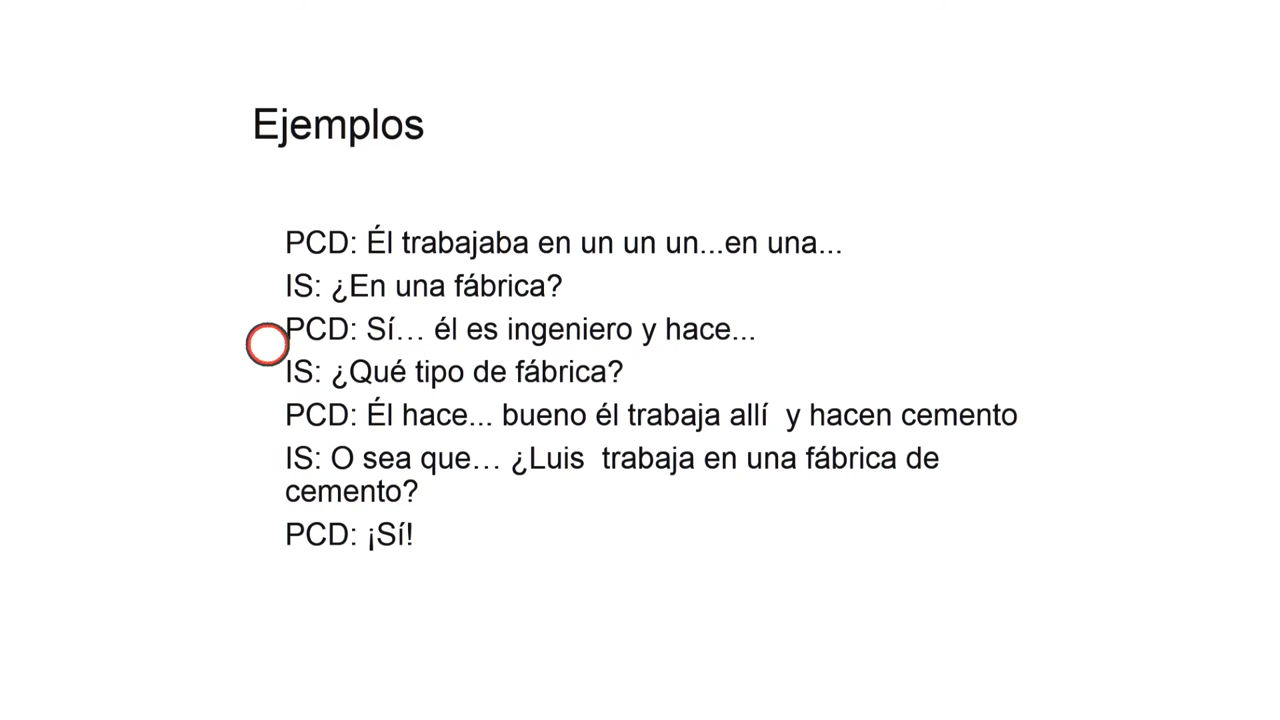 Ejemplos
PCD: Él trabajaba en un un un...en una...
IS: ¿En una fábrica?
PCD: Sí… él es ingeniero y hace...
IS: ¿Qué tipo de fábrica?
PCD: Él hace... bueno él trabaja allí  y hacen cemento
IS: O sea que… ¿Luis  trabaja en una fábrica de
cemento?
PCD: ¡Sí!